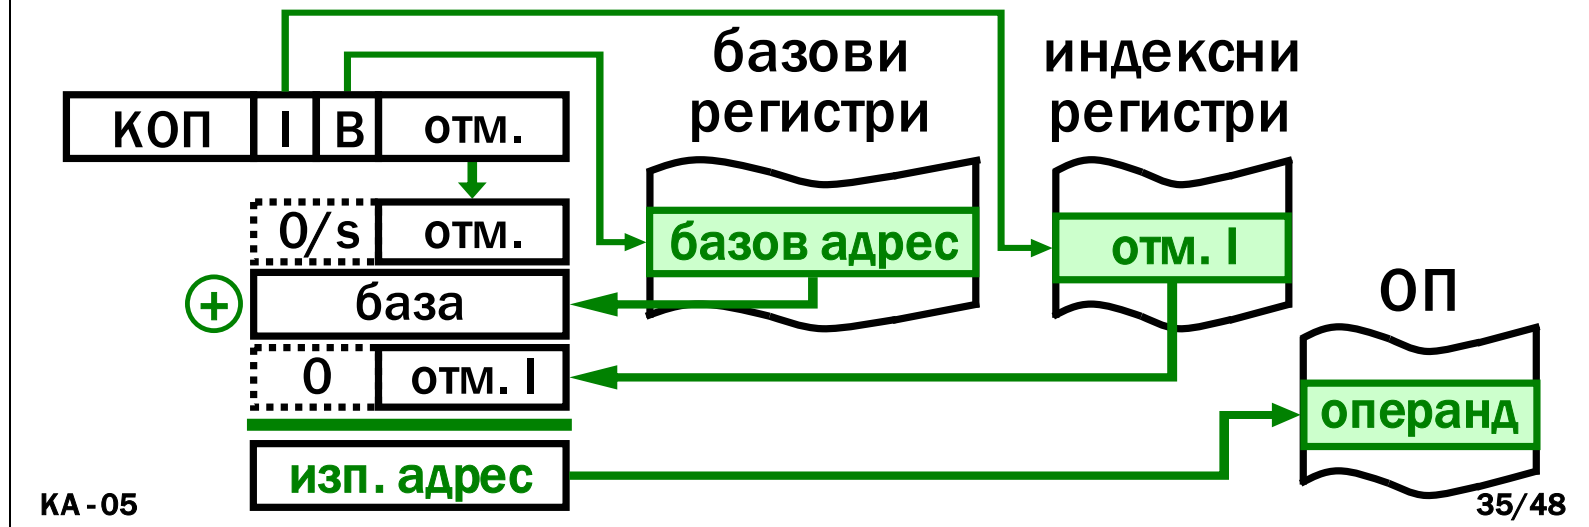 базови
регистри
индексни
регистри
КОП I B отм.
0/s отм.
базов адрес
отм. I
+ база
ОП
0 отм. I
операнд
изп. адрес
КА-05
35/48